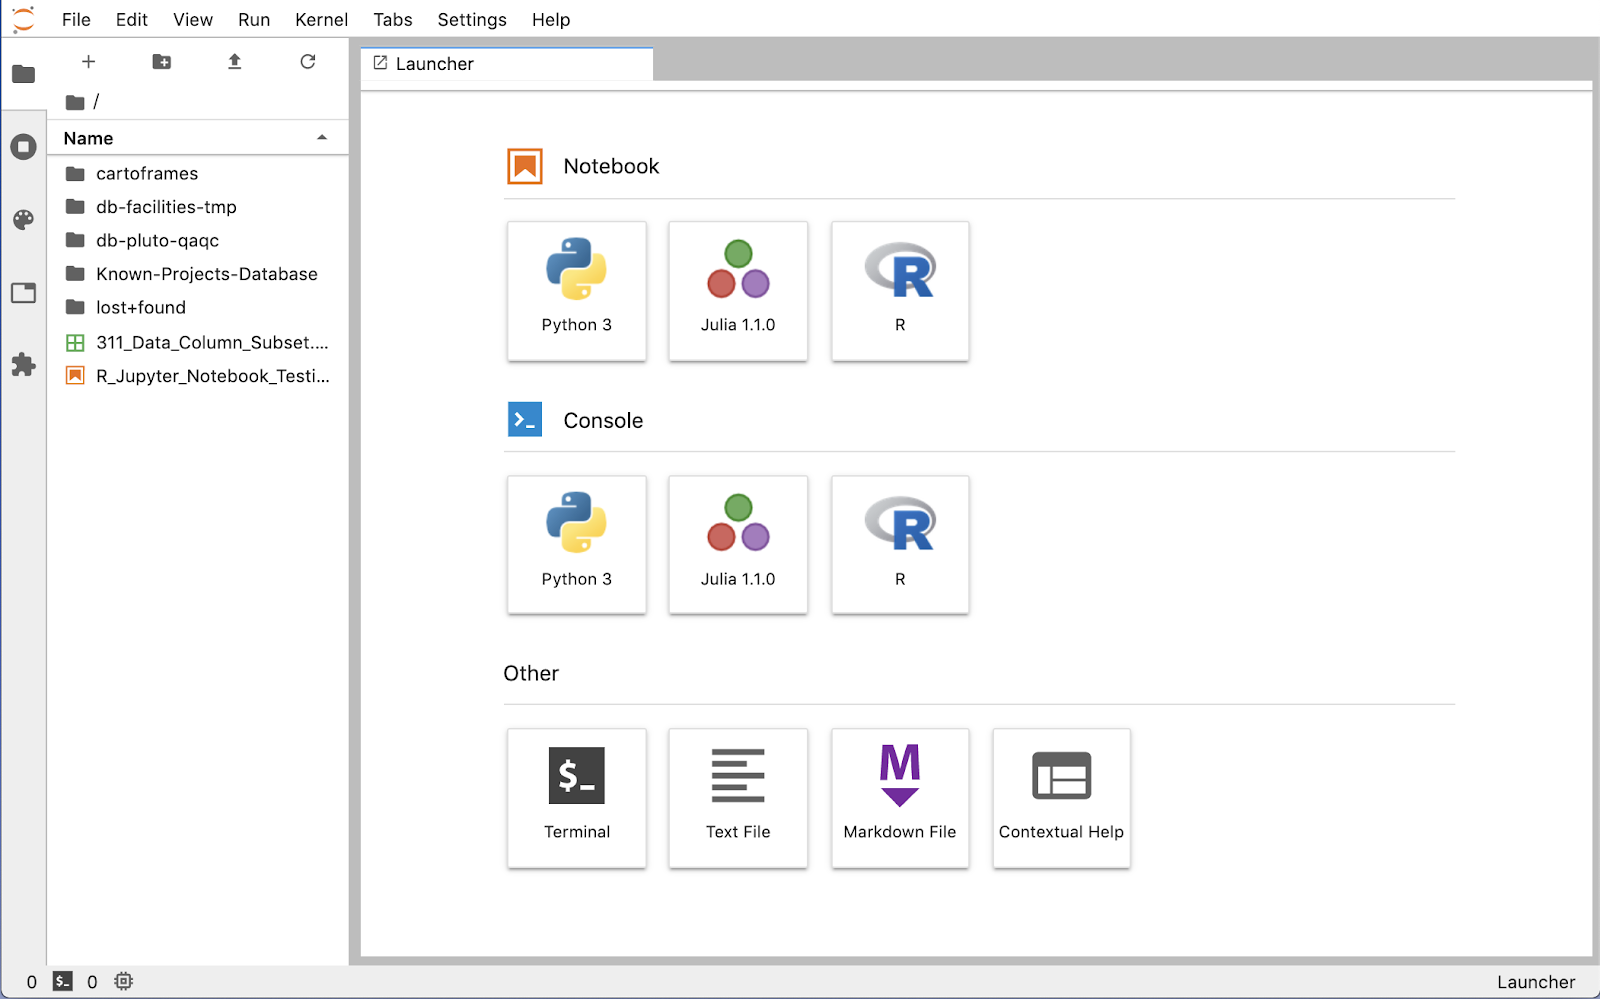 File Edit View Run Kernel Tabs Settings Help
/
Name
cartoframes
db-facilities-tmp
db-pluto-qaqc
Known-Projects-Database
lost+found
311_Data_Column_Subset....
R_Jupyter_Notebook_Testi...
Launcher
Notebook
Python 3
Julia 1.1.0
R
Console
Python 3
Julia 1.1.0
R
Other
$_
Terminal
Text File
M
Markdown File
Contextual Help
0 $_ 0
Launcher